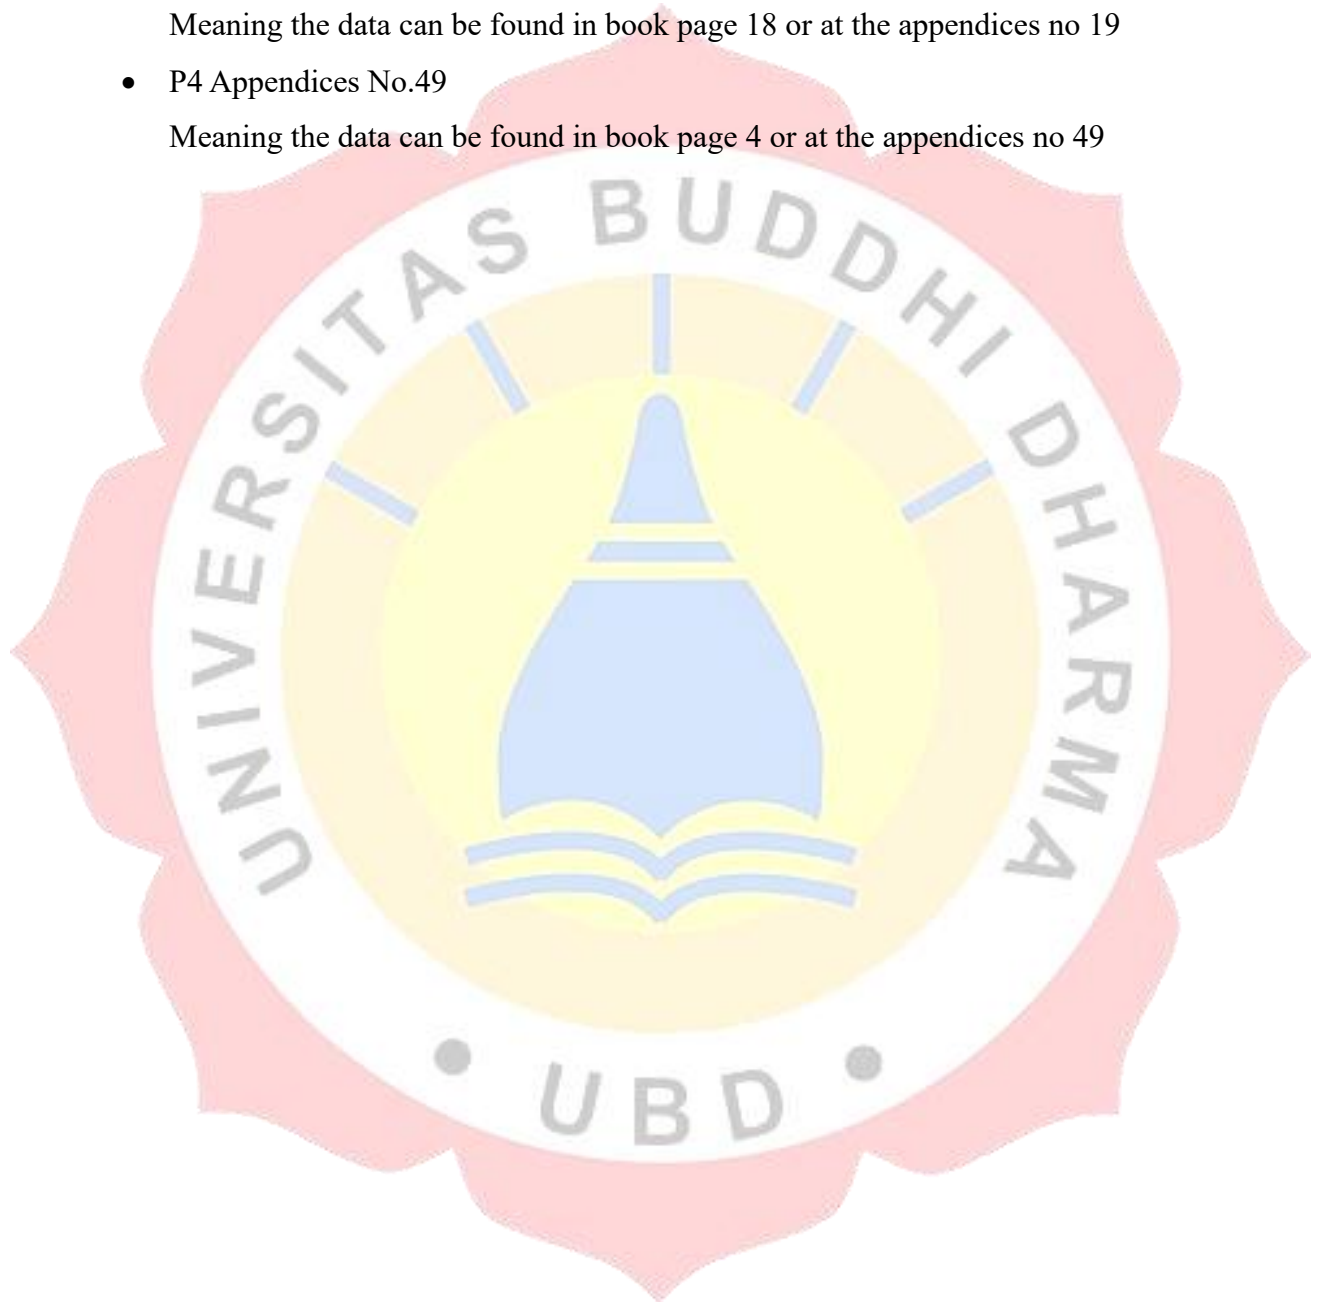 Meaning the data can be found in book page 18 or at the appendices no 19
• P4 Appendices No.49
Meaning the data can be found in book page 4 or at the appendices no 49
UNIVERSITAS BUDDHI DHARMA
• UBD •